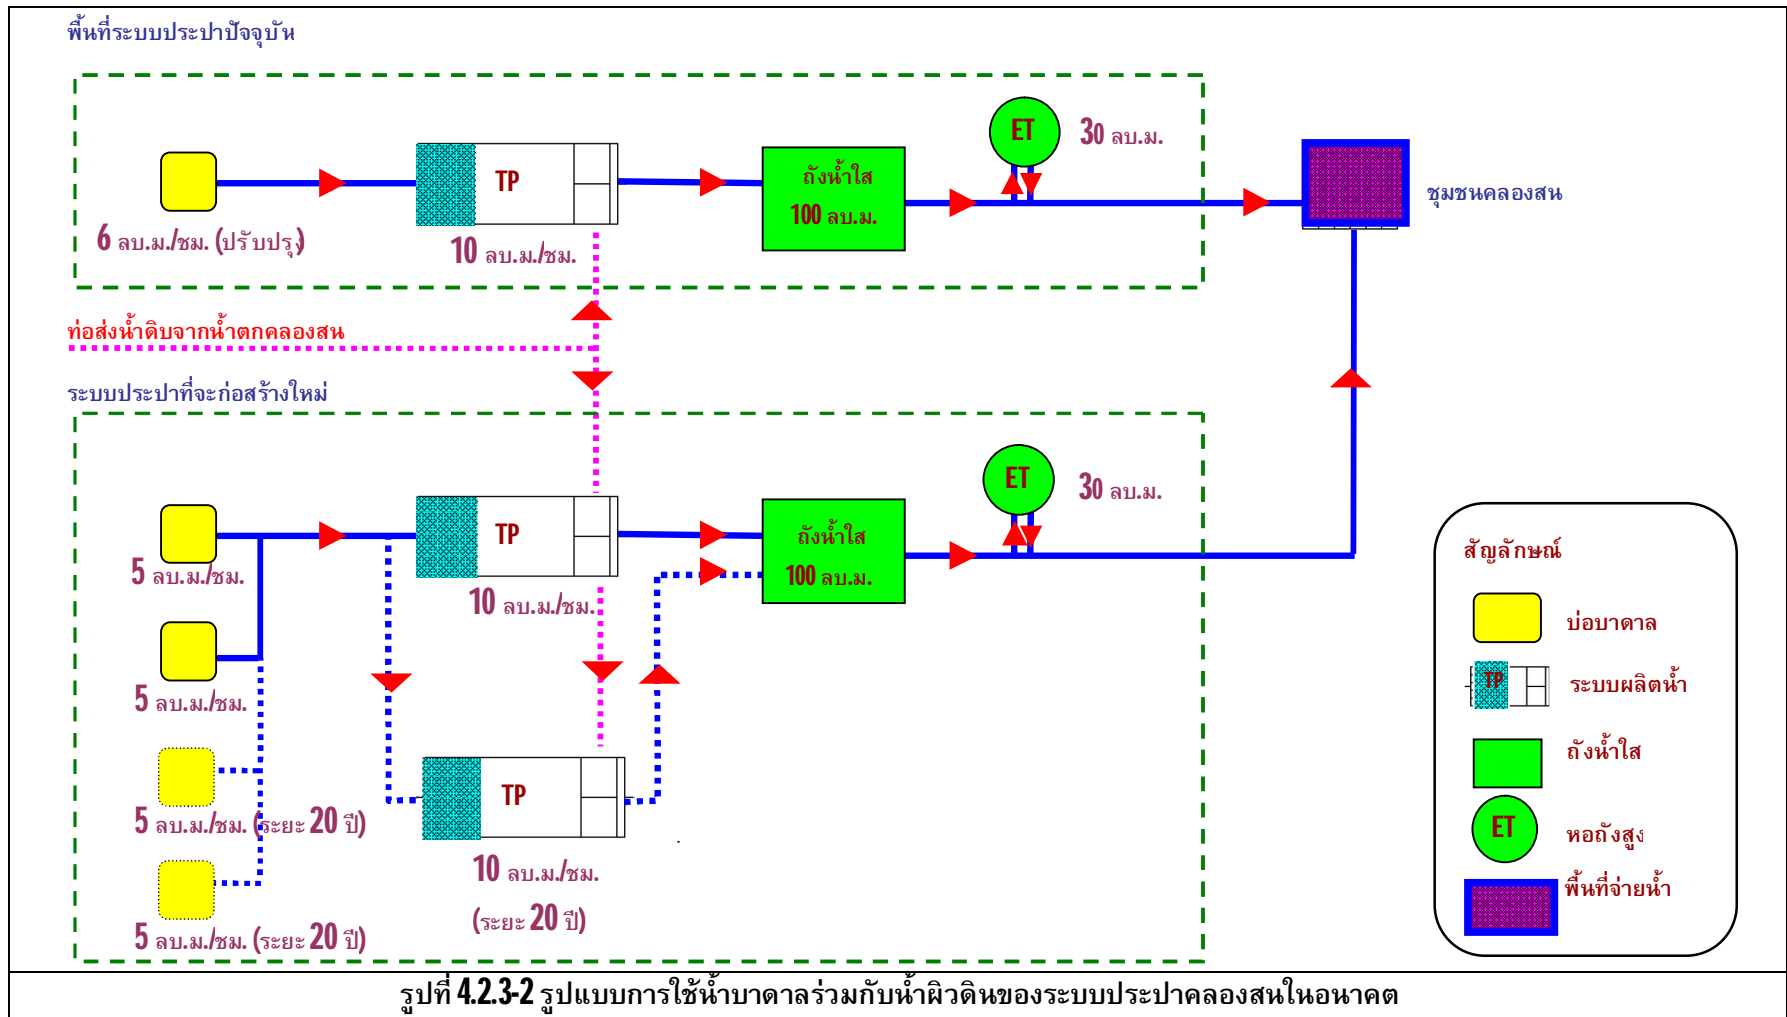 พื้นที่ระบบประปาปัจจุบัน
ET
30 ลบ.ม.
TP
ถังน้ำใส
100 ลบ.ม.
ชุมชนคลองสน
6 ลบ.ม./ชม. (ปรับปรุง)
10 ลบ.ม./ชม.
ท่อส่งน้ำดิบจากน้ำตกคลองสน
ระบบประปาที่จะก่อสร้างใหม่
ET
30 ลบ.ม.
TP
ถังน้ำใส
100 ลบ.ม.
5 ลบ.ม./ชม.
10 ลบ.ม./ชม.
5 ลบ.ม./ชม.
TP
5 ลบ.ม./ชม. (ระยะ 20 ปี)
10 ลบ.ม./ชม.
(ระยะ 20 ปี)
5 ลบ.ม./ชม. (ระยะ 20 ปี)
สัญลักษณ์
บ่อบาดาล
TP
ระบบผลิตน้ำ
ถังน้ำใส
ET
หอถังสูง
พื้นที่จ่ายน้ำ
รูปที่ 4.2.3-2 รูปแบบการใช้น้ำบาดาลร่วมกับน้ำผิวดินของระบบประปาคลองสนในอนาคต